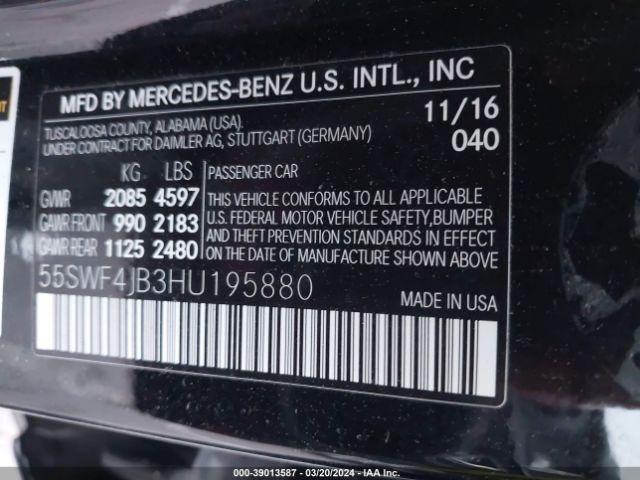 MFD BY MERCEDES-BENZ U.S. INTL., INC
TUSCALOOSA COUNTY, ALABAMA (USA). 11/16
UNDER CONTRACT FOR DAIMLER AG, STUTTGART (GERMANY) 040
KG LBS PASSENGER CAR
GVWR 2085 4597 THIS VEHICLE CONFORMS TO ALL APPLICABLE
GAWR FRONT 990 2183 U.S. FEDERAL MOTOR VEHICLE SAFETY,BUMPER
GAWR REAR 1125 2480 AND THEFT PREVENTION STANDARDS IN EFFECT
ON THE DATE OF MANUFACTURE SHOWN ABOVE
55SWF4JB3HU195880
MADE IN USA
000-39013587 - 03/20/2024 - IAA Inc.